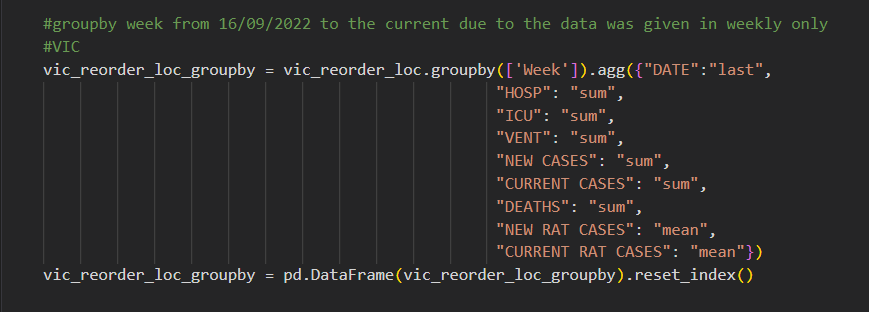 #groupby week from 16/09/2022 to the current due to the data was given in weekly only
#VIC
vic_reorder_loc_groupby = vic_reorder_loc.groupby(['Week']).agg({"DATE":"last",
"HOSP": "sum",
"ICU": "sum",
"VENT": "sum",
"NEW CASES": "sum",
"CURRENT CASES": "sum",
"DEATHS": "sum",
"NEW RAT CASES": "mean",
"CURRENT RAT CASES": "mean"})
vic_reorder_loc_groupby = pd.DataFrame(vic_reorder_loc_groupby).reset_index()